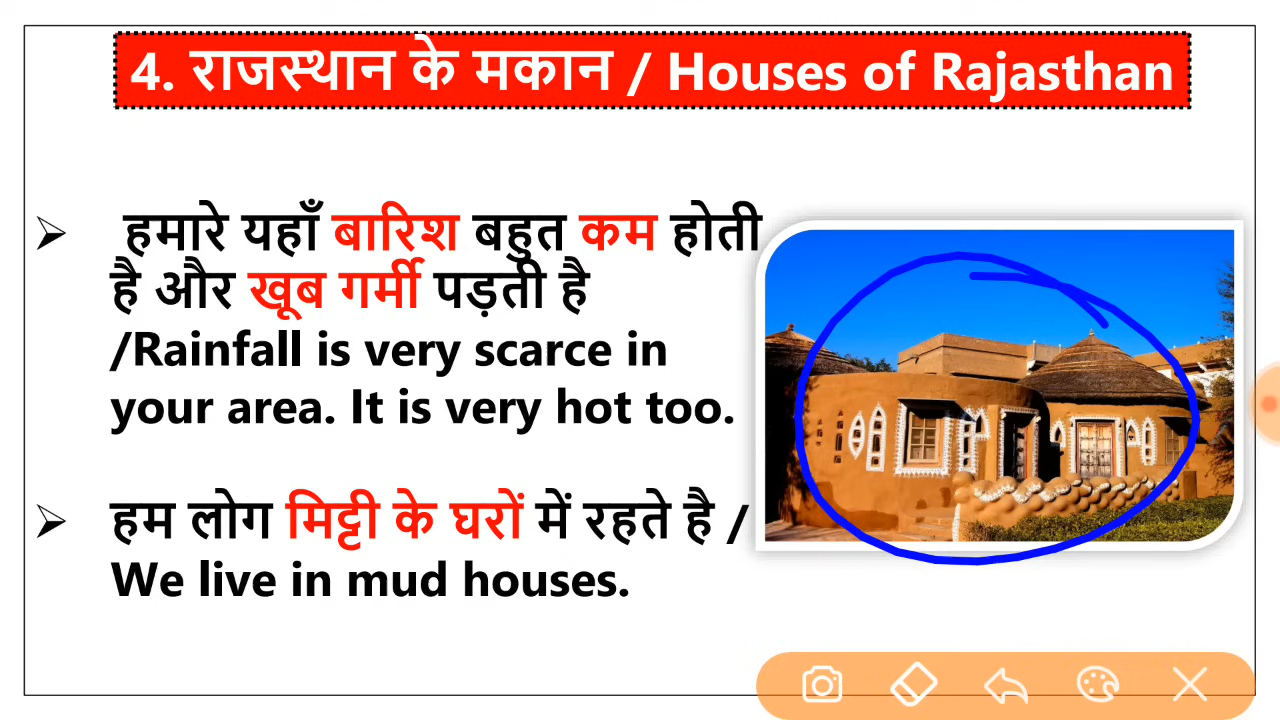 4. राजस्थान के मकान / Houses of Rajasthan
हमारे यहाँ बारिश बहुत कम होती
है और खूब गर्मी पड़ती है
/Rainfall is very scarce in
your area. It is very hot too.
हम लोग मिट्टी के घरों में रहते है /
We live in mud houses.